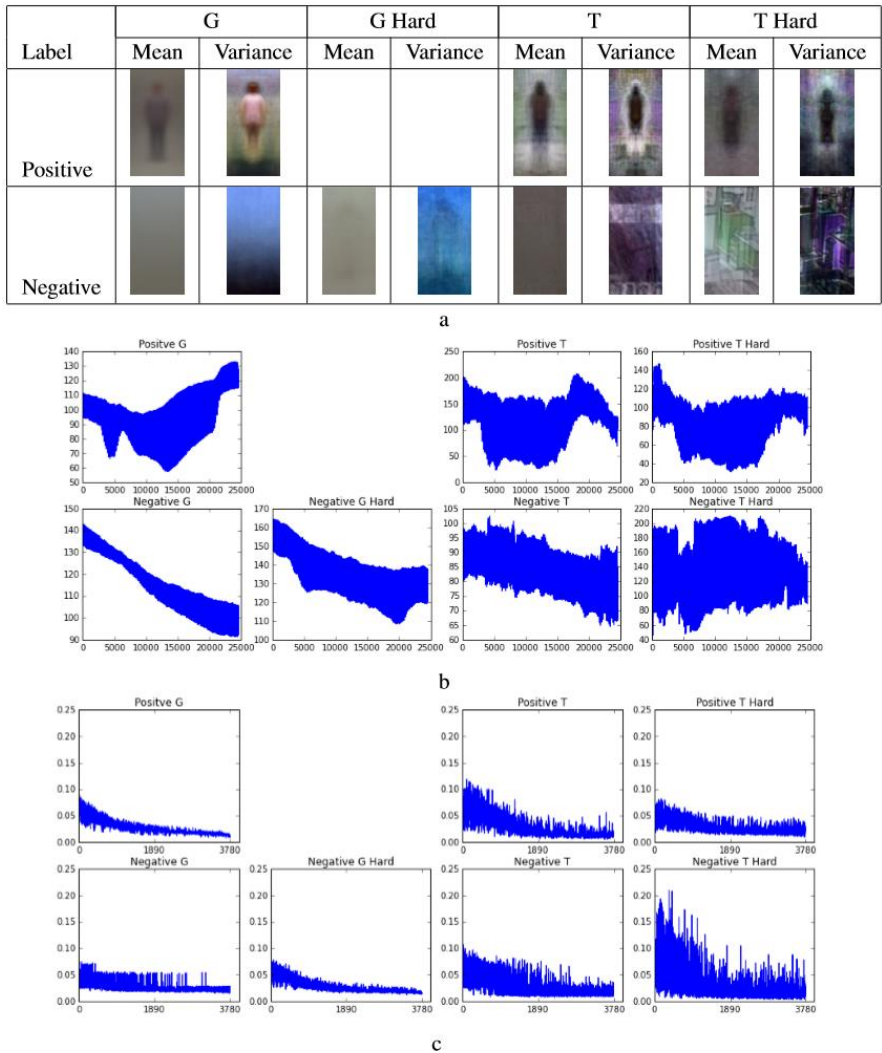 G G Hard T T Hard
Label Mean Variance Mean Variance Mean Variance Mean Variance
Positive
Negative
a
Positve G
140
130
120
110
100
90
80
70
60
50
0 5000 10000 15000 20000 25000
Positive T
250
200
150
100
50
0
0 5000 10000 15000 20000 25000
Positive T Hard
160
140
120
100
80
60
40
20
0 5000 10000 15000 20000 25000
Negative G
150
140
130
120
110
100
90
0 5000 10000 15000 20000 25000
Negative G Hard
170
160
150
140
130
120
110
100
0 5000 10000 15000 20000 25000
Negative T
105
100
95
90
85
80
75
70
65
60
0 5000 10000 15000 20000 25000
Negative T Hard
220
200
180
160
140
120
100
80
60
40
0 5000 10000 15000 20000 25000
b
Positve G
0.25
0.20
0.15
0.10
0.05
0.00
0 1890 3780
Positive T
0.25
0.20
0.15
0.10
0.05
0.00
0 1890 3780
Positive T Hard
0.25
0.20
0.15
0.10
0.05
0.00
0 1890 3780
Negative G
0.25
0.20
0.15
0.10
0.05
0.00
0 1890 3780
Negative G Hard
0.25
0.20
0.15
0.10
0.05
0.00
0 1890 3780
Negative T
0.25
0.20
0.15
0.10
0.05
0.00
0 1890 3780
Negative T Hard
0.25
0.20
0.15
0.10
0.05
0.00
0 1890 3780
c